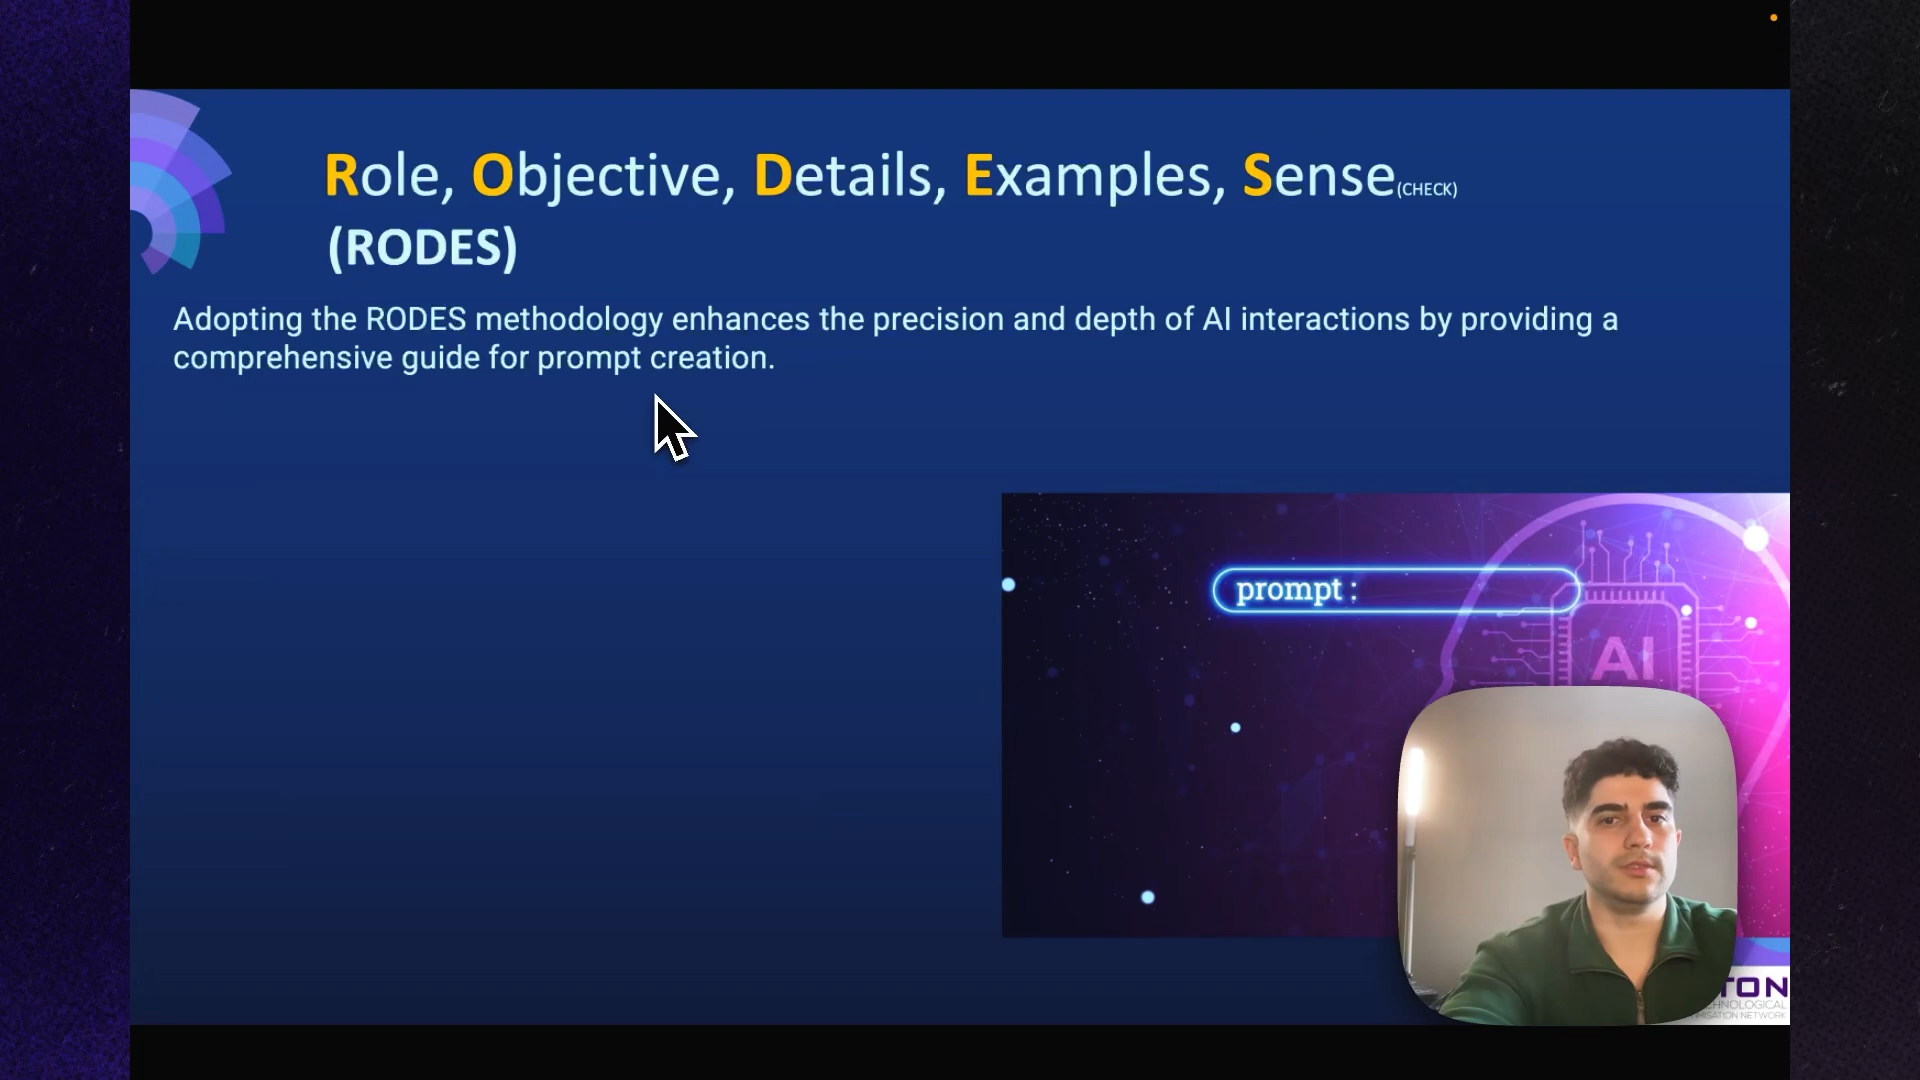 Role, Objective, Details, Examples, Sense(CHECK)
(RODES)
Adopting the RODES methodology enhances the precision and depth of AI interactions by providing a
comprehensive guide for prompt creation.
prompt :
AI